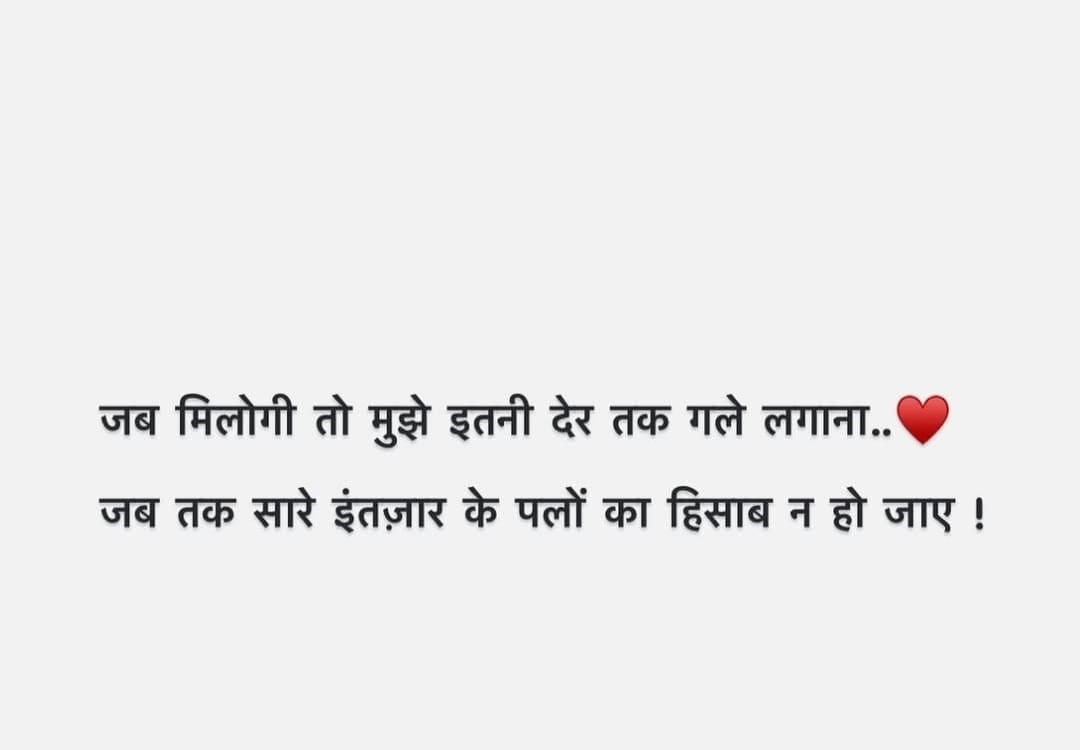 जब मिलोगी तो मुझे इतनी देर तक गले लगाना..♥️
जब तक सारे इंतज़ार के पलों का हिसाब न हो जाए !